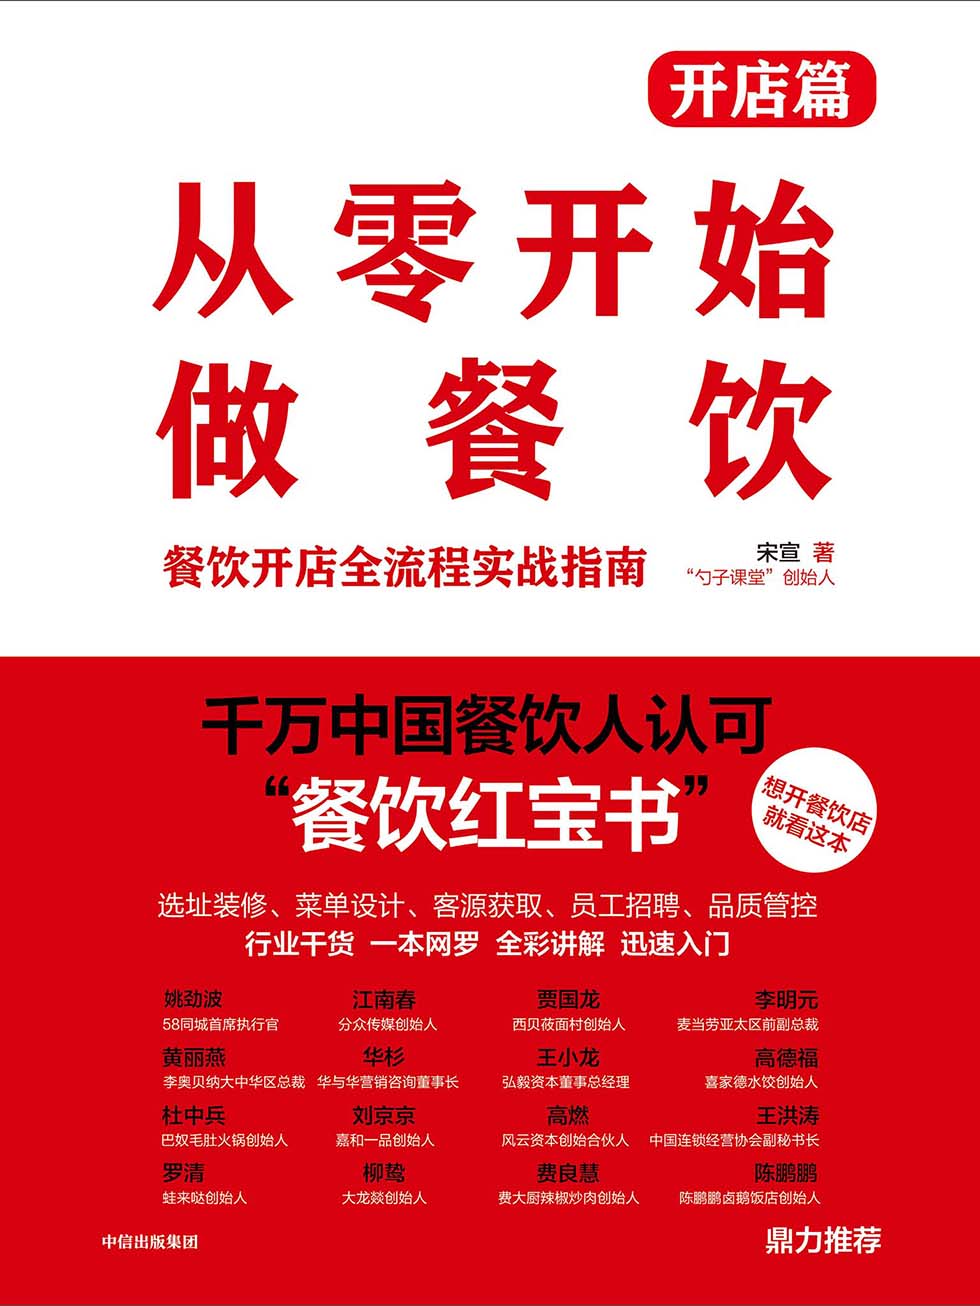 开店篇
从零开始
做餐饮
餐饮开店全流程实战指南
宋宣 著
“勺子课堂”创始人
千万中国餐饮人认可
“餐饮红宝书”
想开餐饮店
就看这本
选址装修、菜单设计、客源获取、员工招聘、品质管控
行业干货 一本网罗 全彩讲解 迅速入门
姚劲波 江南春 贾国龙 李明元
58同城首席执行官 分众传媒创始人 西贝莜面村创始人 麦当劳亚太区前副总裁
黄丽燕 华杉 王小龙 高德福
李奥贝纳大中华区总裁 华与华营销咨询董事长 弘毅资本董事总经理 喜家德水饺创始人
杜中兵 刘京京 高燃 王洪涛
巴奴毛肚火锅创始人 嘉和一品创始人 风云资本创始合伙人 中国连锁经营协会副秘书长
罗清 柳鸷 费良慧 陈鹏鹏
蛙来哒创始人 大龙燚创始人 费大厨辣椒炒肉创始人 陈鹏鹏卤鹅饭店创始人
中信出版集团 鼎力推荐